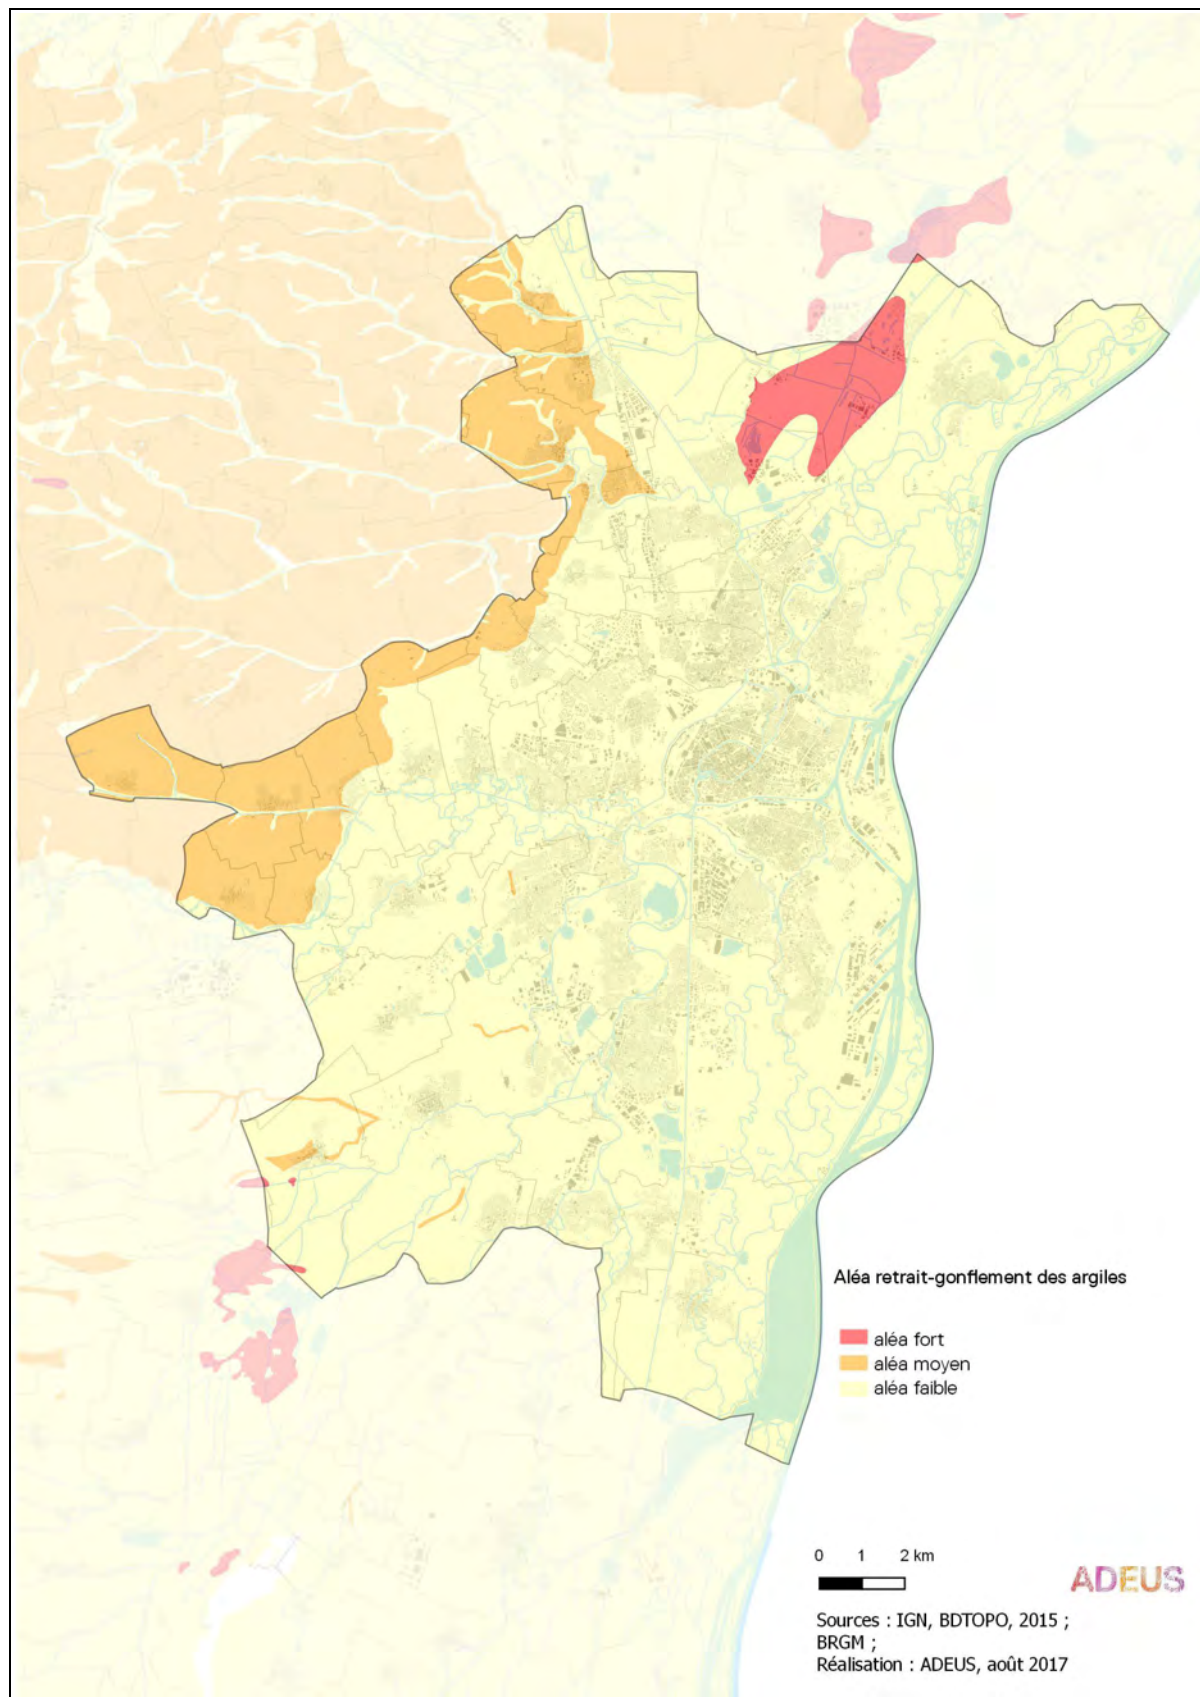 Aléa retrait-gonflement des argiles
aléa fort
aléa moyen
aléa faible
0 1 2 km
ADEUS
Sources : IGN, BDTOPO, 2015 ;
BRGM ;
Réalisation : ADEUS, août 2017